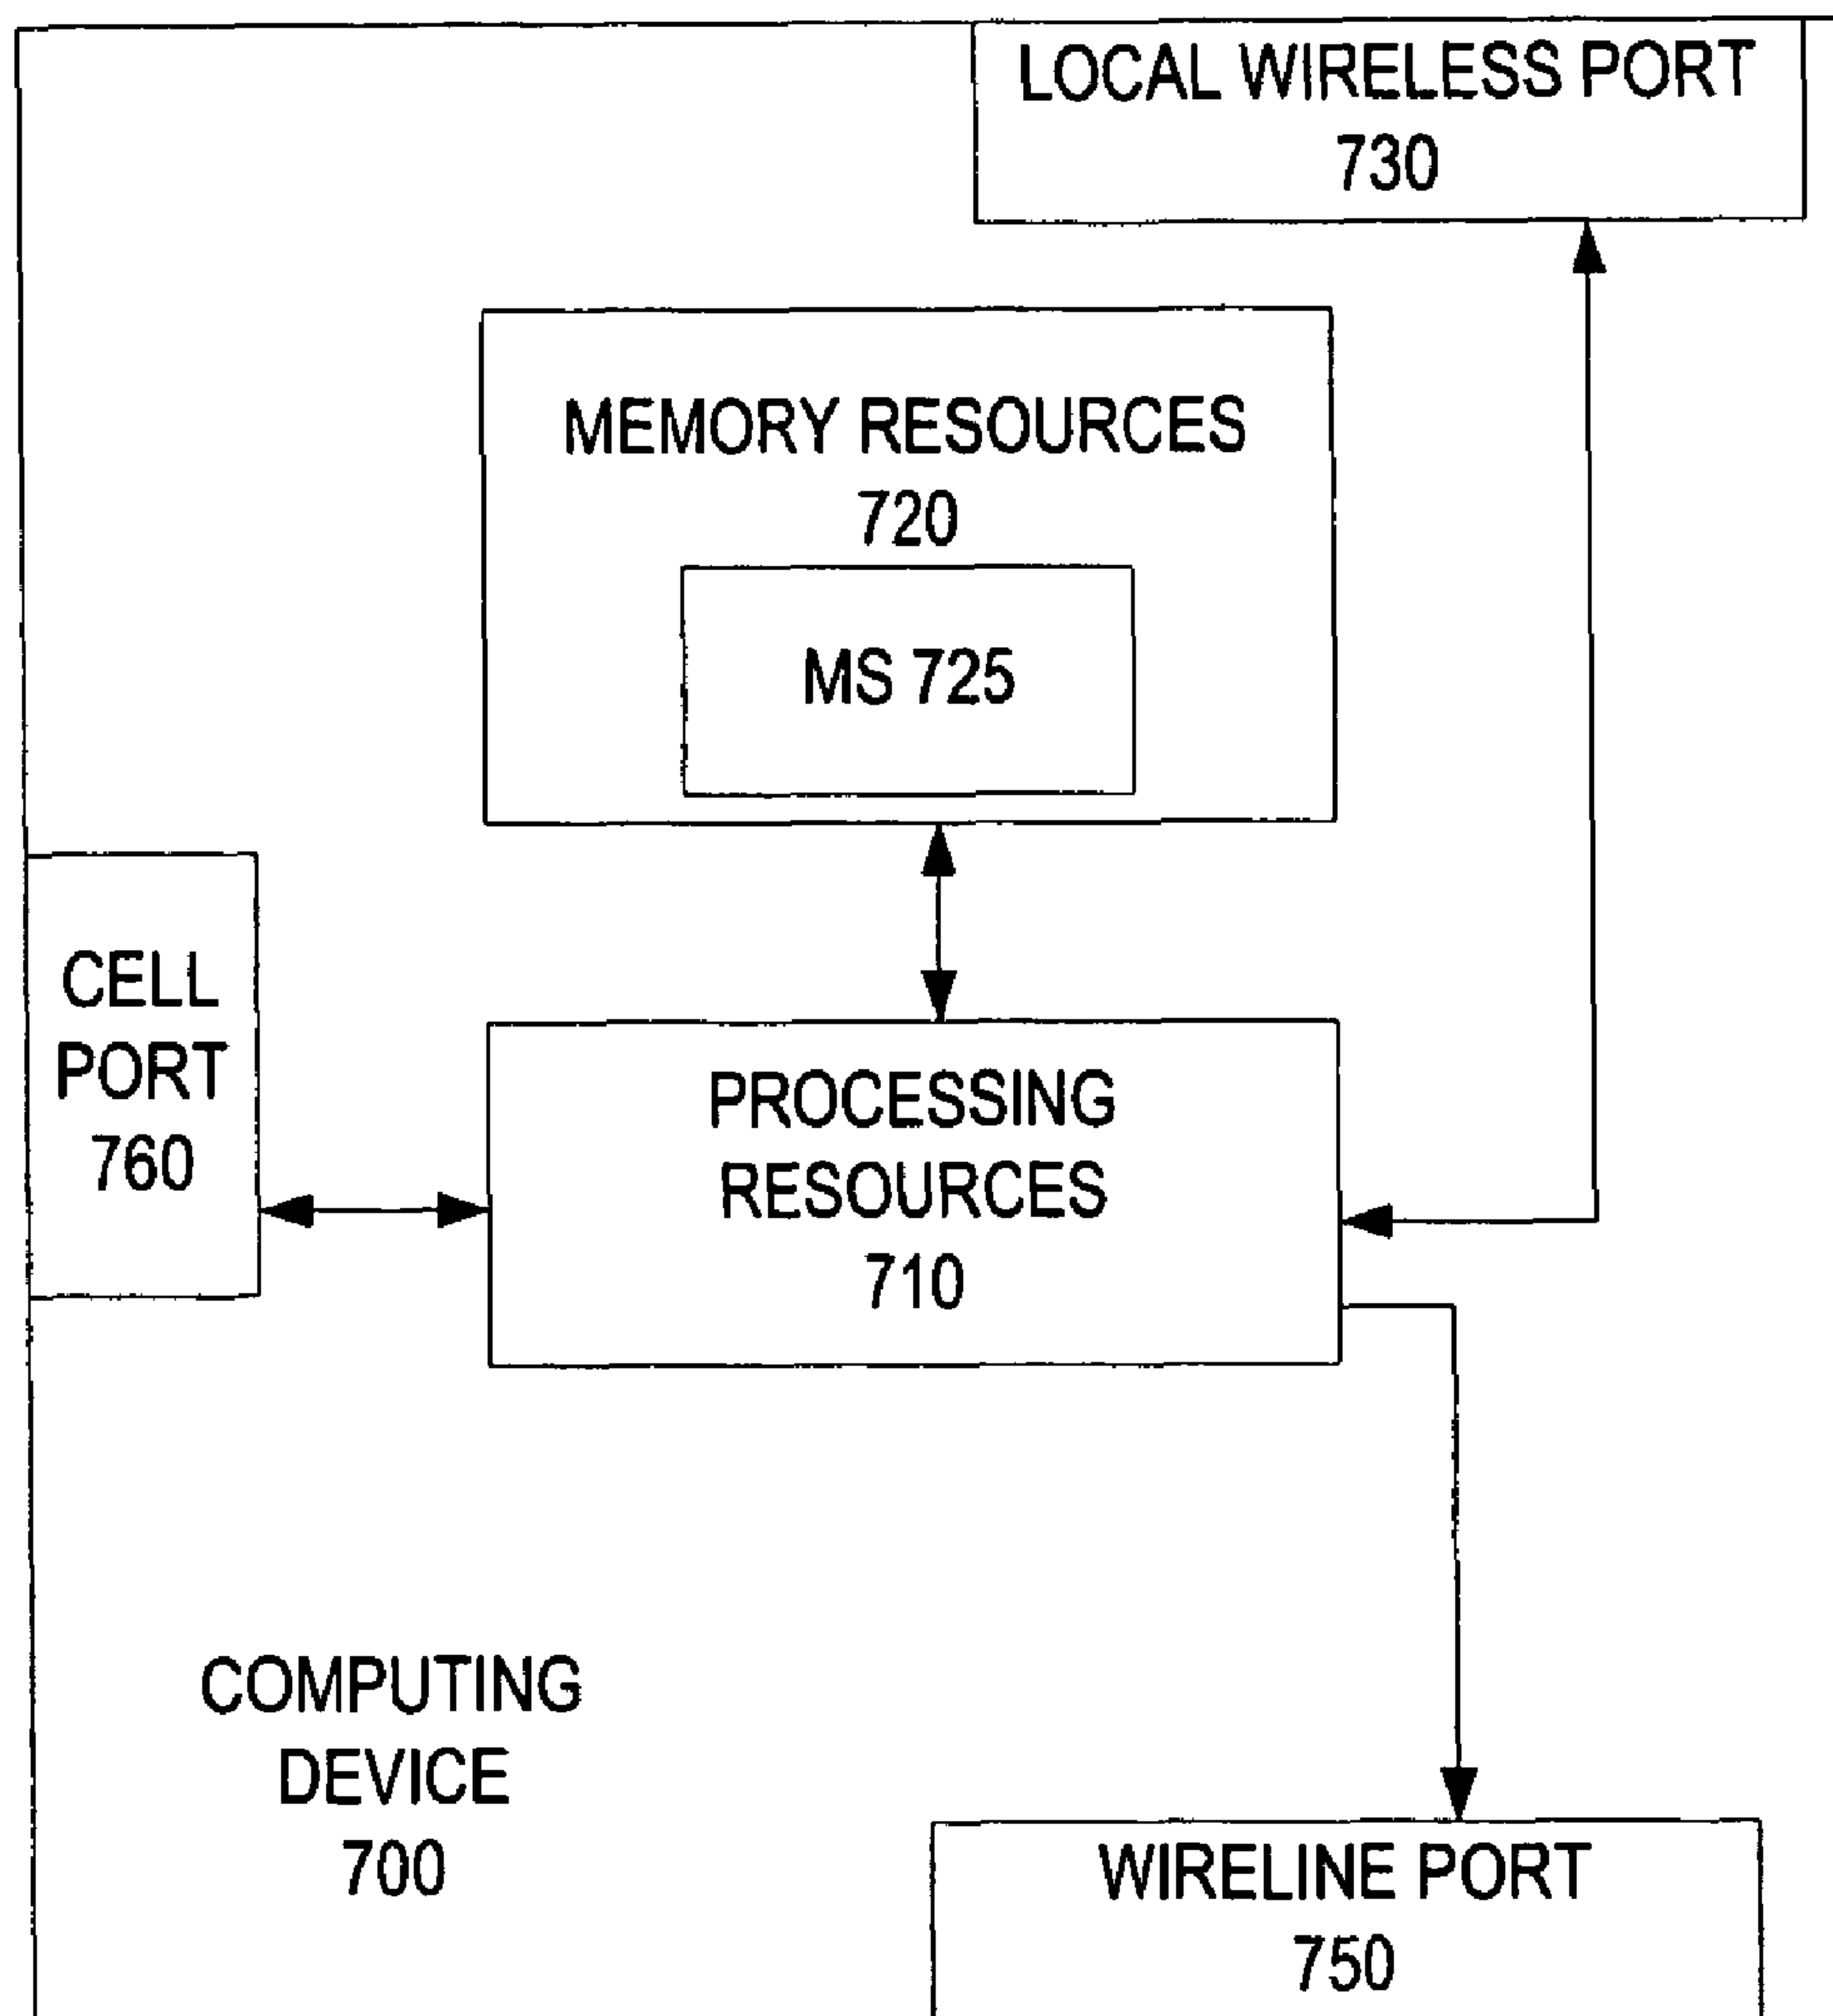 LOCAL WIRELESS PORT
730
MEMORY RESOURCES
720
MS 725
CELL
PORT
760
PROCESSING
RESOURCES
710
COMPUTING
DEVICE
700
WIRELINE PORT
750